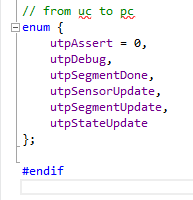 // from uc to pc
enum {
    utpAssert = 0,
    utpDebug,
    utpSegmentDone,
    utpSensorUpdate,
    utpSegmentUpdate,
    utpStateUpdate
};
#endif